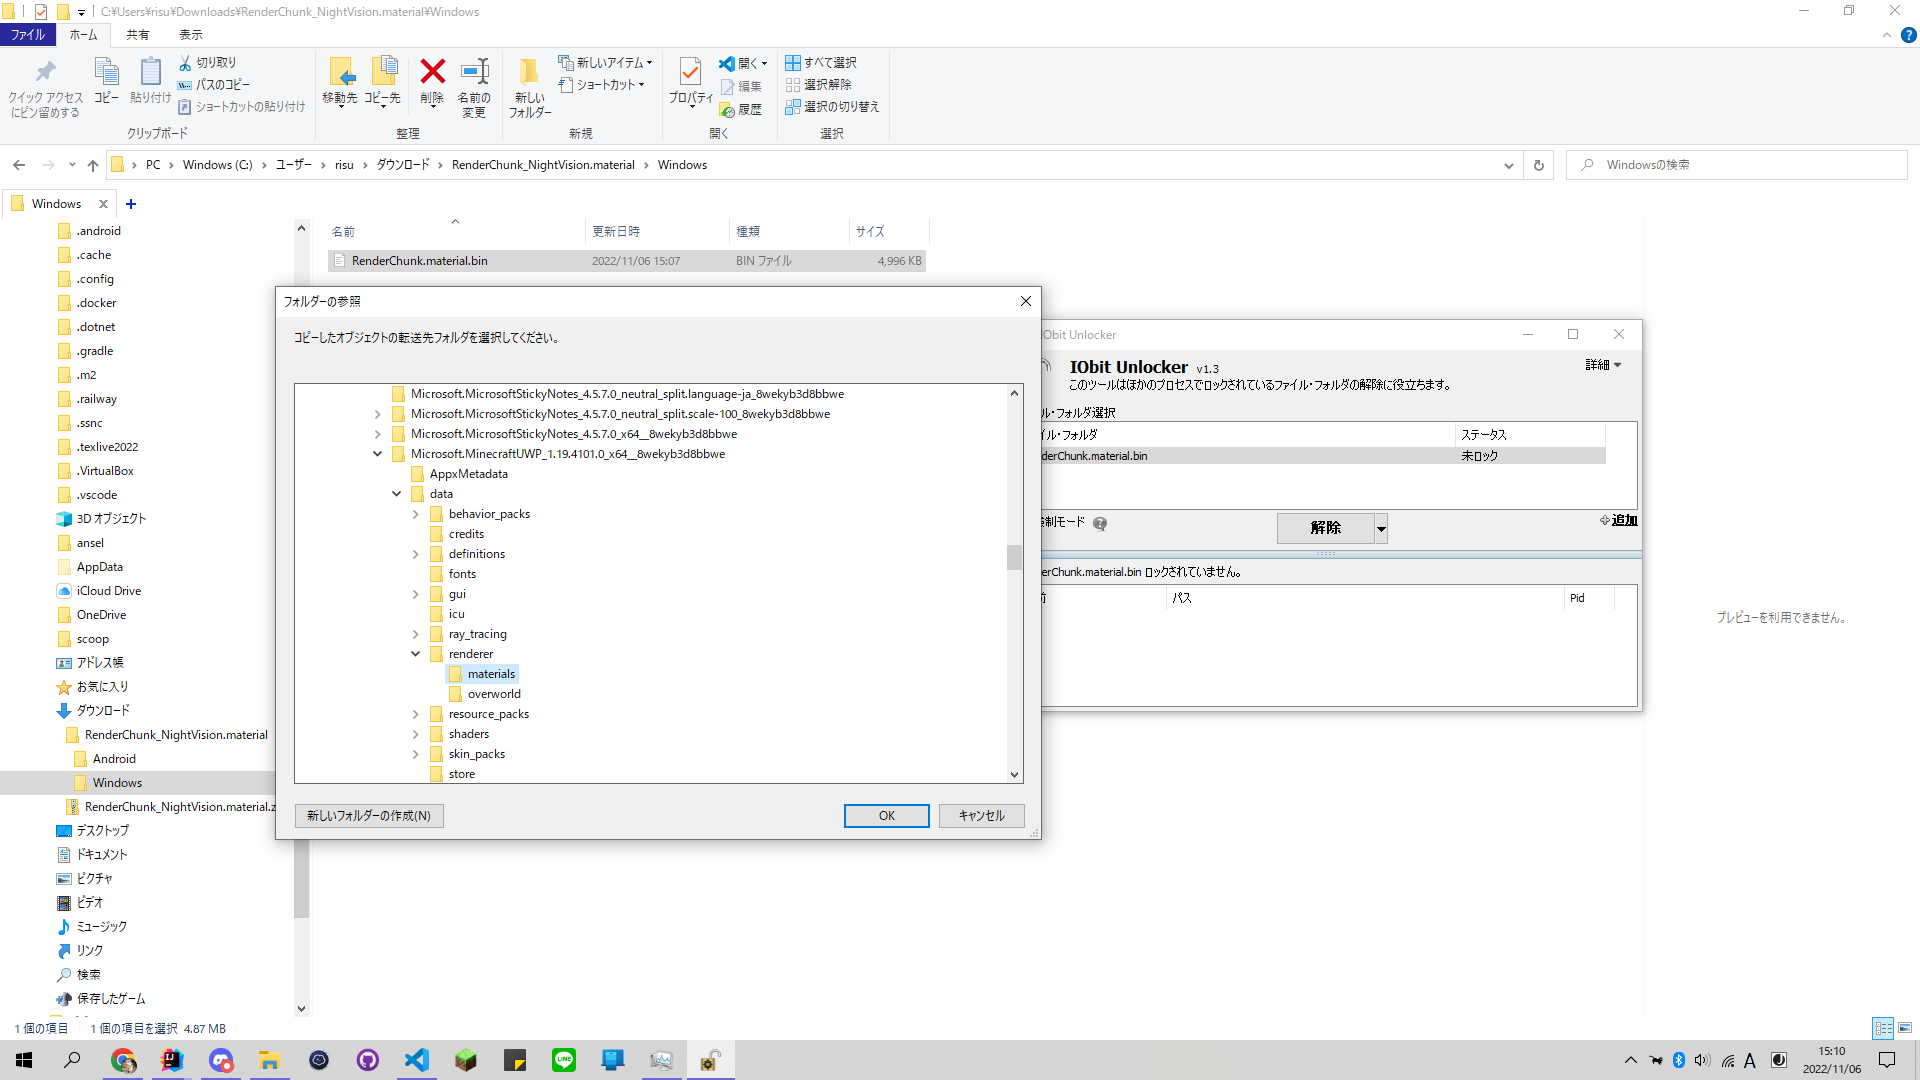 C:¥Users¥risu¥Downloads¥RenderChunk_NightVision.material¥Windows
ファイル
ホーム
共有
表示
クイック アクセス
にピン留めする
コピー
貼り付け
切り取り
パスのコピー
ショートカットの貼り付け
クリップボード
移動先
コピー先
削除
名前の
変更
整理
新しい
フォルダー
新しいアイテム
ショートカット
新規
プロパティ
開く
編集
履歴
開く
すべて選択
選択解除
選択の切り替え
選択
PC
Windows (C:)
ユーザー
risu
ダウンロード
RenderChunk_NightVision.material
Windows
Windowsの検索
Windows
名前
更新日時
種類
サイズ
RenderChunk.material.bin
2022/11/06 15:07
BIN ファイル
4,996 KB
.android
.cache
.config
.docker
.dotnet
.gradle
.m2
.railway
.ssnc
.texlive2022
.VirtualBox
.vscode
3D オブジェクト
ansel
AppData
iCloud Drive
OneDrive
scoop
アドレス帳
お気に入り
ダウンロード
RenderChunk_NightVision.material
Android
Windows
RenderChunk_NightVision.material.z
デスクトップ
ドキュメント
ピクチャ
ビデオ
ミュージック
リンク
検索
保存したゲーム
フォルダーの参照
コピーしたオブジェクトの転送先フォルダを選択してください。
Microsoft.MicrosoftStickyNotes_4.5.7.0_neutral_split.language-ja_8wekyb3d8bbwe
Microsoft.MicrosoftStickyNotes_4.5.7.0_neutral_split.scale-100_8wekyb3d8bbwe
Microsoft.MicrosoftStickyNotes_4.5.7.0_x64__8wekyb3d8bbwe
Microsoft.MinecraftUWP_1.19.4101.0_x64__8wekyb3d8bbwe
AppxMetadata
data
behavior_packs
credits
definitions
fonts
gui
icu
ray_tracing
renderer
materials
overworld
resource_packs
shaders
skin_packs
store
新しいフォルダーの作成(N)
OK
キャンセル
IObit Unlocker
IObit Unlocker v1.3
詳細
このツールはほかのプロセスでロックされているファイル・フォルダの解除に役立ちます。
ル・フォルダ選択
イル・フォルダ
ステータス
derChunk.material.bin
未ロック
制モード
解除
追加
erChunk.material.bin ロックされていません。
前
パス
Pid
プレビューを利用できません。
1 個の項目
1 個の項目を選択 4.87 MB
A
15:10
2022/11/06